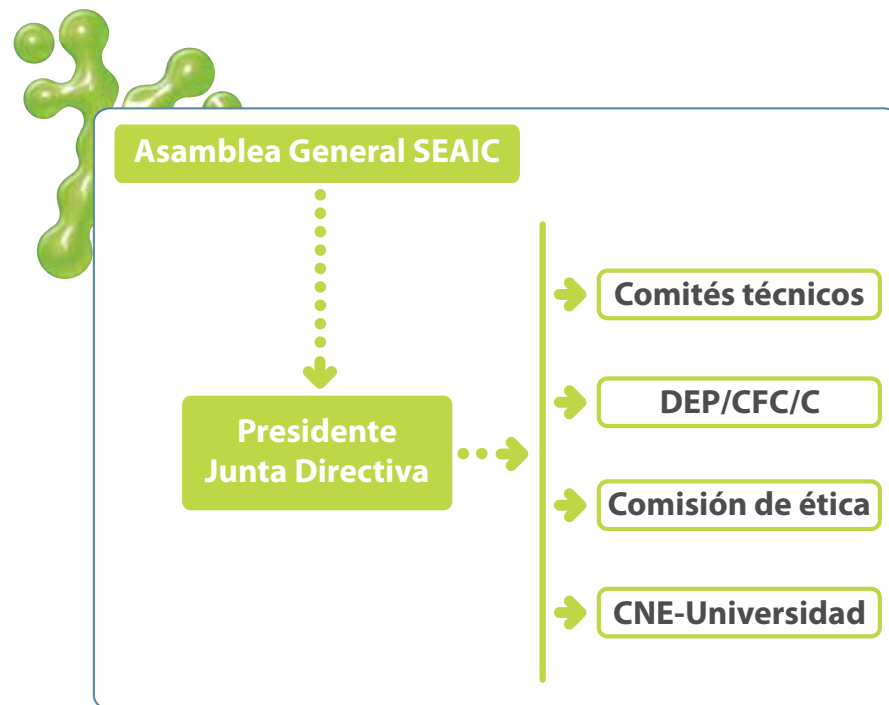 Asamblea General SEAIC
Presidente
Junta Directiva
Comités técnicos
DEP/CFC/C
Comisión de ética
CNE-Universidad